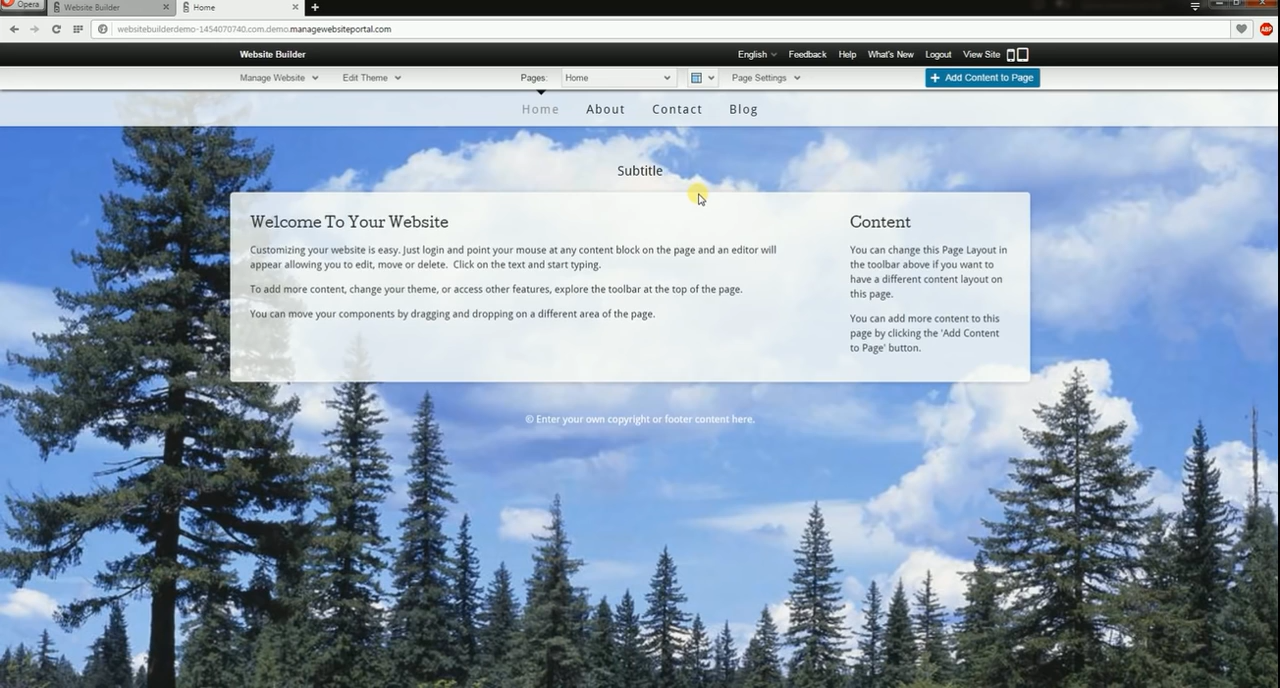 Opera
Website Builder
Home
websitebuilderdemo-1454070740.com.demo.managewebsiteportal.com
ABP
Website Builder
English Feedback Help What's New Logout View Site
Manage Website Edit Theme Pages: Home Page Settings + Add Content to Page
Home About Contact Blog
Subtitle
Welcome To Your Website
Customizing your website is easy. Just login and point your mouse at any content block on the page and an editor will
appear allowing you to edit, move or delete. Click on the text and start typing.
To add more content, change your theme, or access other features, explore the toolbar at the top of the page.
You can move your components by dragging and dropping on a different area of the page.
Content
You can change this Page Layout in
the toolbar above if you want to
have a different content layout on
this page.
You can add more content to this
page by clicking the 'Add Content
to Page' button.
© Enter your own copyright or footer content here.